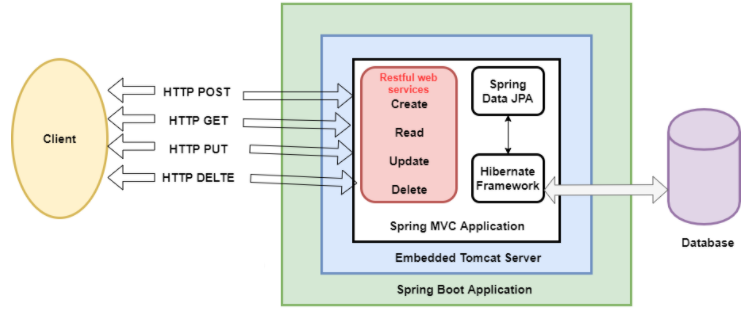 Client
HTTP POST
HTTP GET
HTTP PUT
HTTP DELTE
Restful web
services
Create
Read
Update
Delete
Spring
Data JPA
Hibernate
Framework
Spring MVC Application
Embedded Tomcat Server
Spring Boot Application
Database